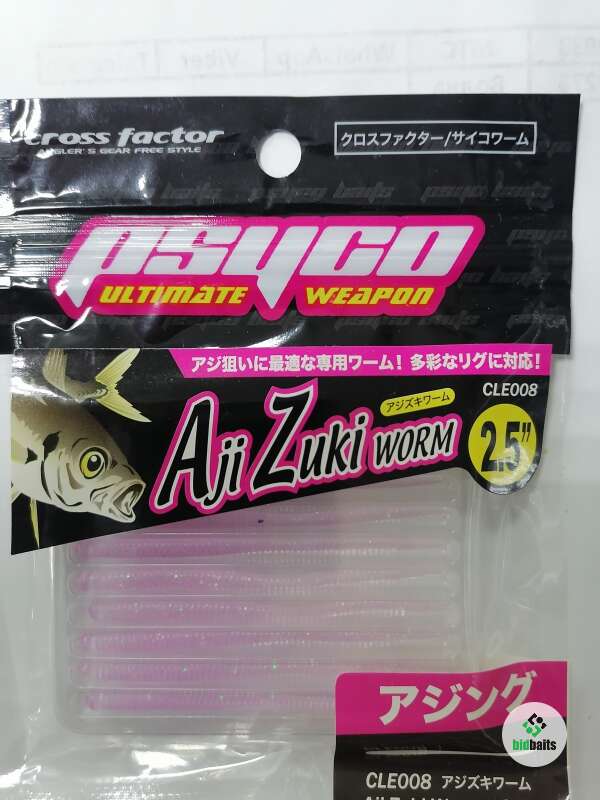 cross factor
ANGLER'S GEAR FREE STYLE
クロスファクター/サイコワーム
psyco baits
PSYCO
ULTIMATE WEAPON
アジ狙いに最適な専用ワーム! 多彩なリグに対応!
CLE008
アジズキワーム
Aji Zuki WORM
2.5"
アジング
bidbaits
CLE008 アジズキワーム